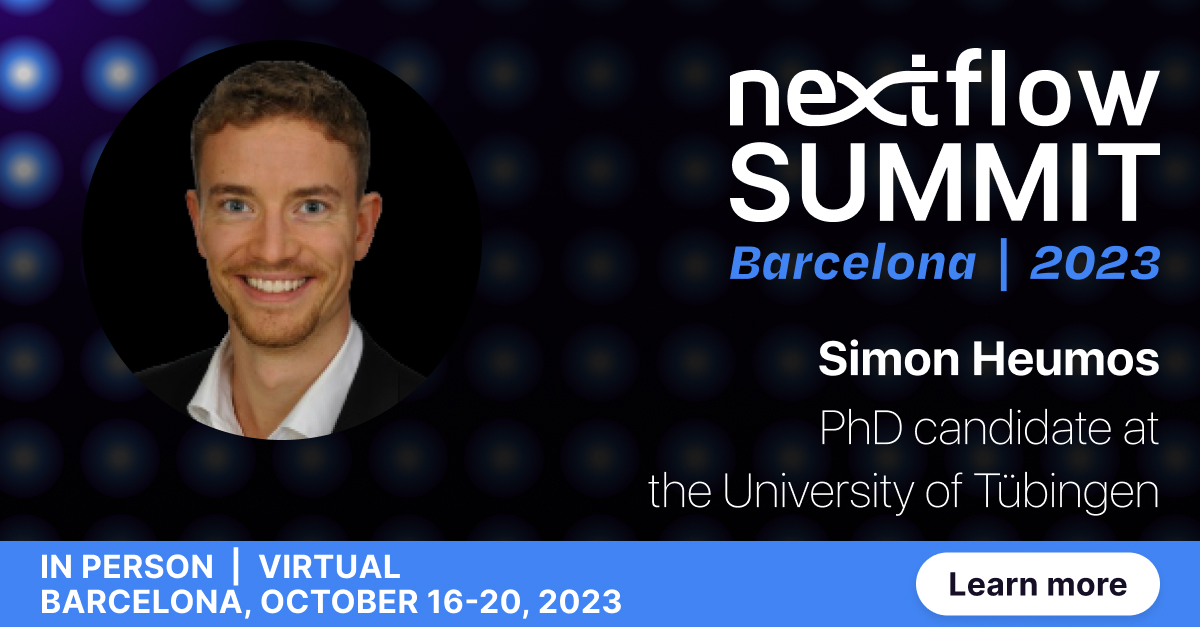 nextflow
SUMMIT
Barcelona | 2023
Simon Heumos
PhD candidate at
the University of Tübingen
IN PERSON | VIRTUAL
BARCELONA, OCTOBER 16-20, 2023
Learn more